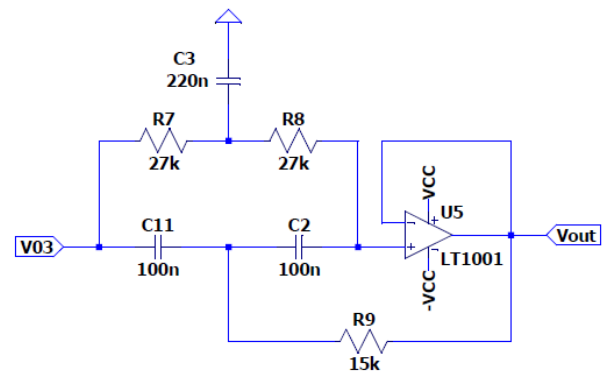 C3
220n
R7
R8
27k
27k
VCC
U5
C11
C2
V03
Vout
100n
100n
LT1001
-VCC
R9
15k